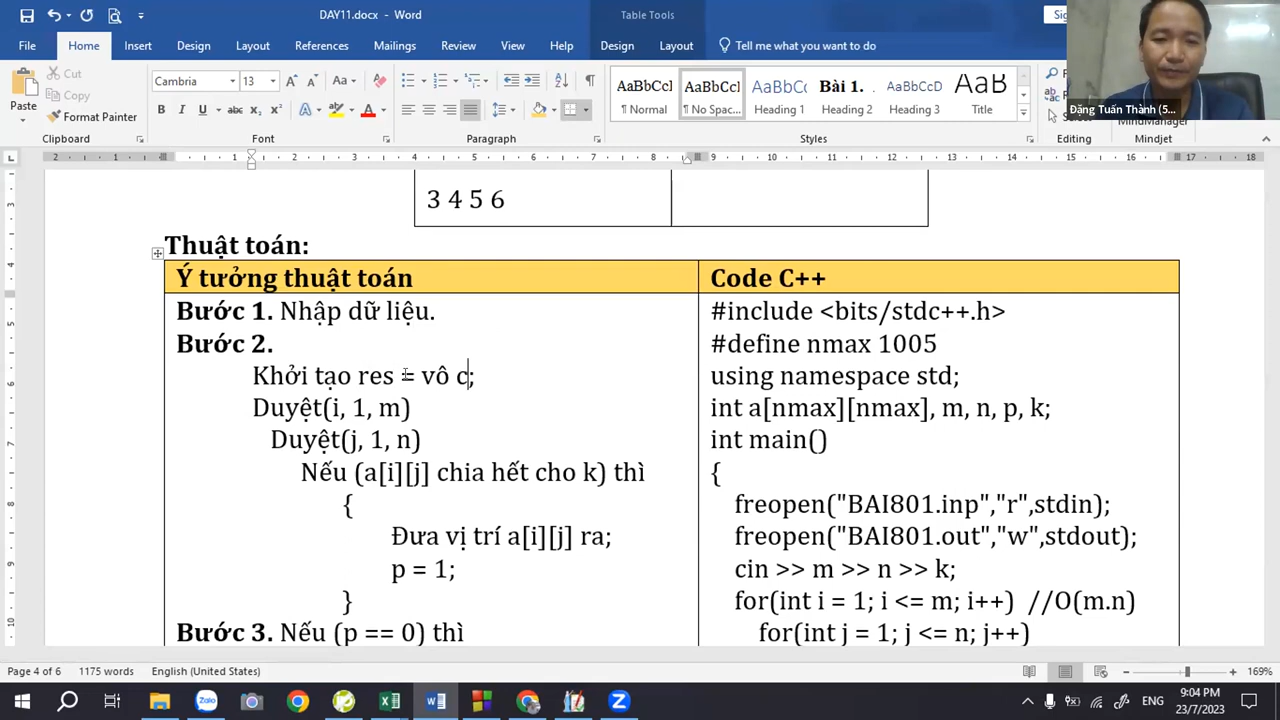 DAY11.docx - Word
Table Tools
File
Home
Insert
Design
Layout
References
Mailings
Review
View
Help
Design
Layout
Tell me what you want to do
Đặng Tuấn Thành (5...
Paste
Cut
Copy
Format Painter
Clipboard
Cambria
13
Font
Paragraph
AaBbCcI
¶ Normal
AaBbCcI
¶ No Spac...
AaBbC
Heading 1
Bài 1.
Heading 2
AaBbCcI
Heading 3
AaB
Title
Styles
Editing
MindManager
Mindjet
3 4 5 6
Thuật toán:
Ý tưởng thuật toán
Code C++
Bước 1. Nhập dữ liệu.
Bước 2.
Khởi tạo res = vô c;
Duyệt(i, 1, m)
Duyệt(j, 1, n)
Nếu (a[i][j] chia hết cho k) thì
{
Đưa vị trí a[i][j] ra;
p = 1;
}
Bước 3. Nếu (p == 0) thì
#include <bits/stdc++.h>
#define nmax 1005
using namespace std;
int a[nmax][nmax], m, n, p, k;
int main()
{
freopen("BAI801.inp","r",stdin);
freopen("BAI801.out","w",stdout);
cin >> m >> n >> k;
for(int i = 1; i <= m; i++) //O(m.n)
for(int j = 1; j <= n; j++)
Page 4 of 6
1175 words
English (United States)
169%
ENG
9:04 PM
23/7/2023